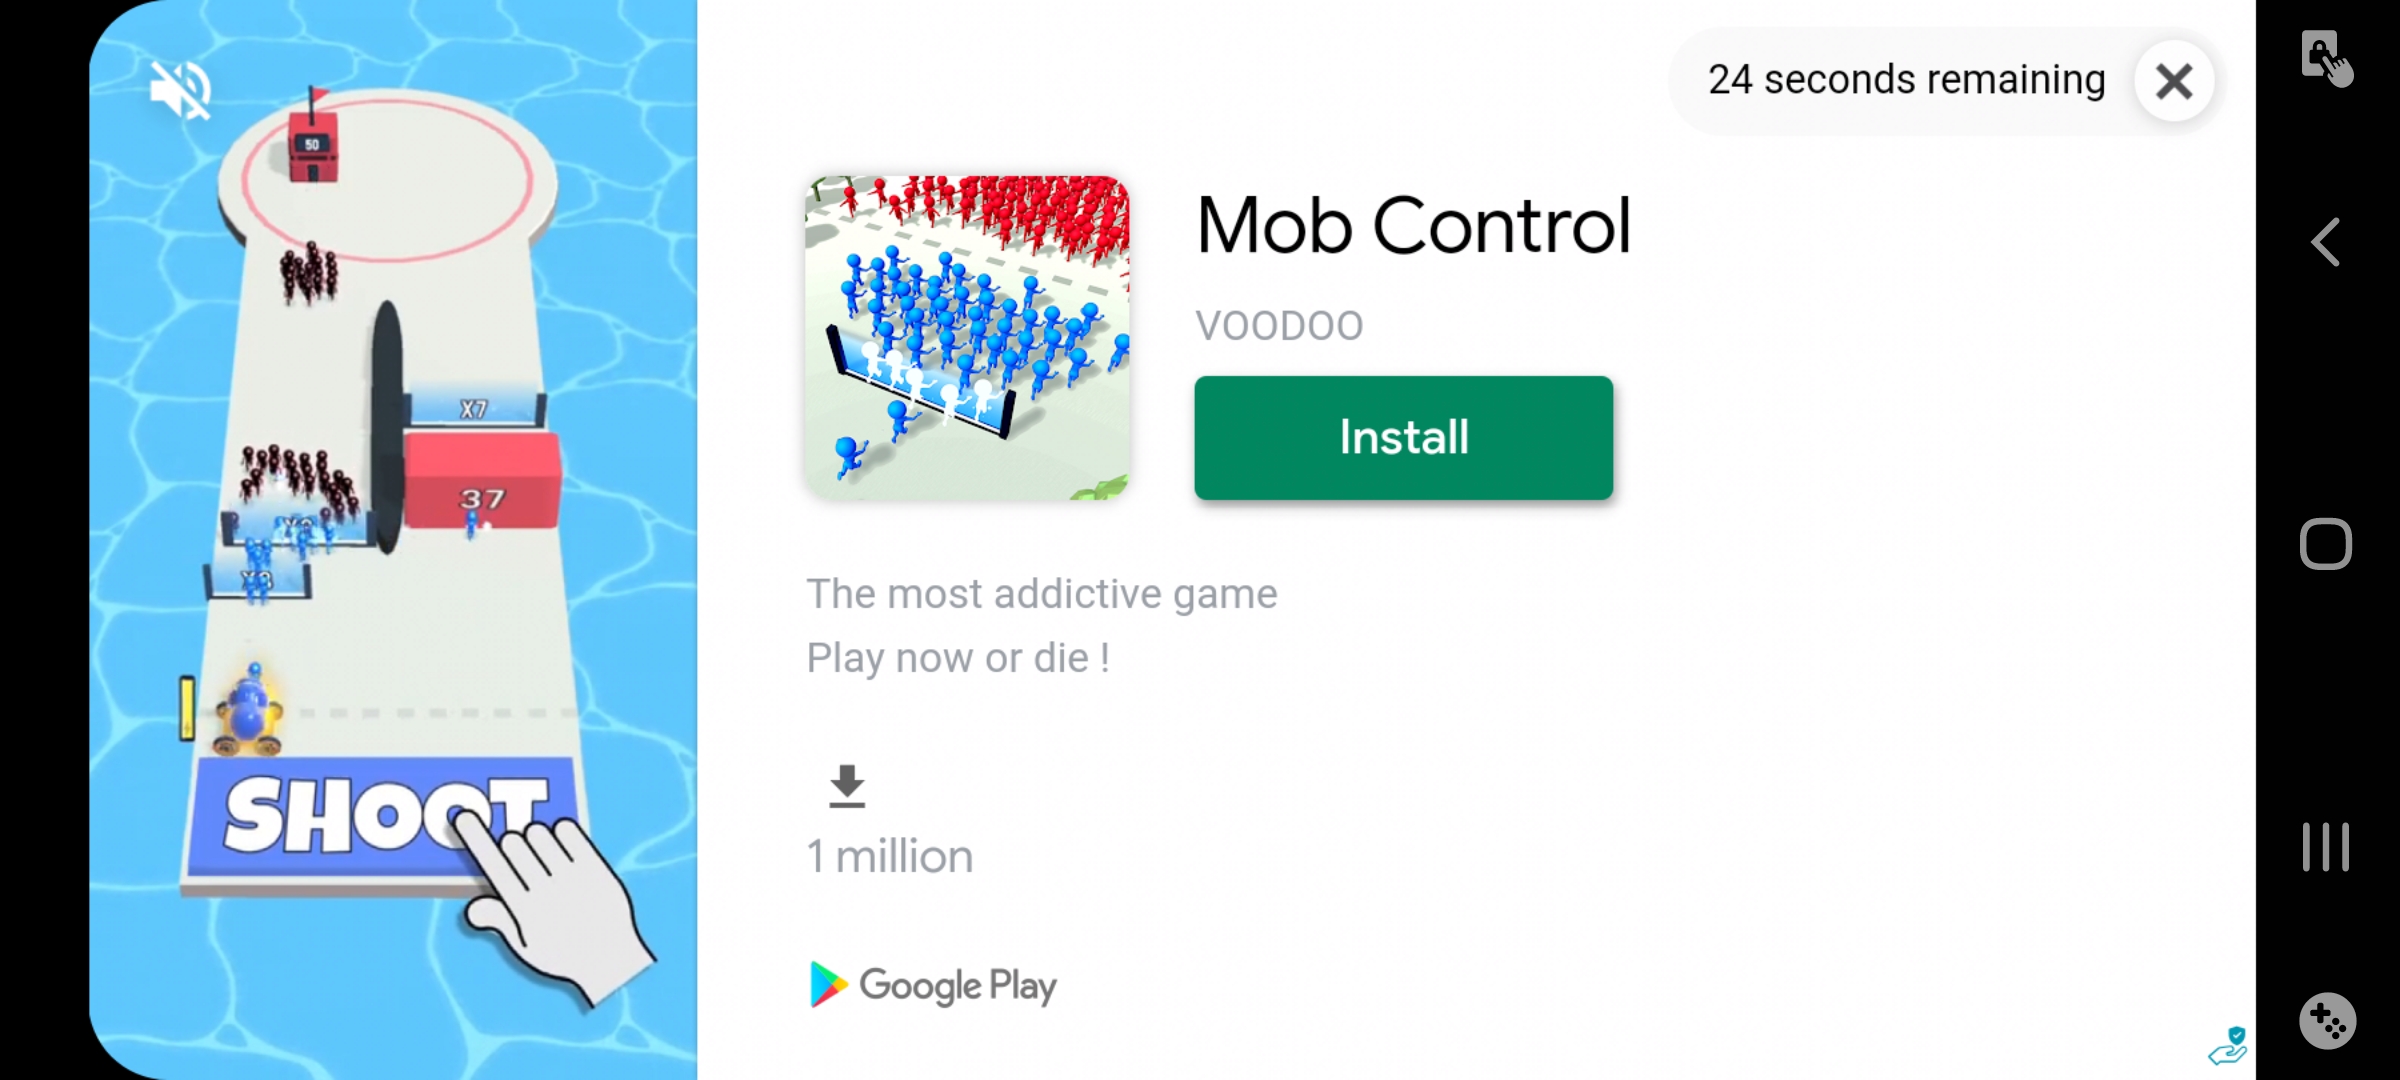 24 seconds remaining
50
Mob Control
VOODOO
X7
Install
37
The most addictive game
Play now or die !
SHOOT
1 million
Google Play